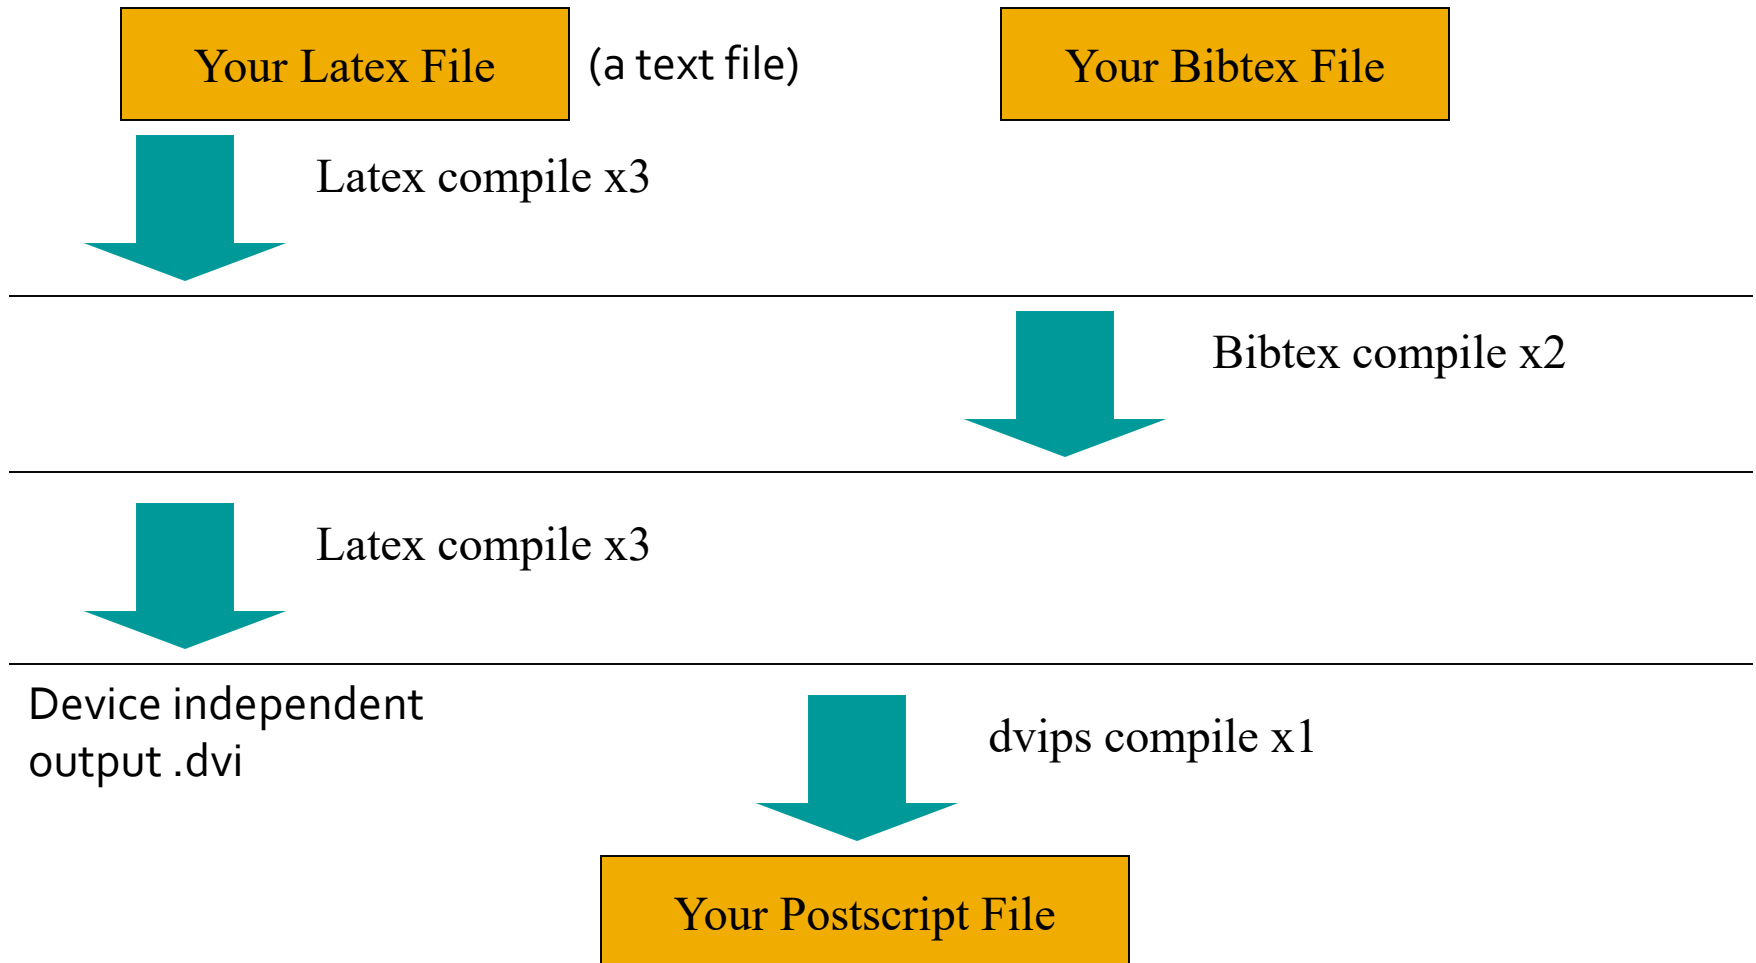 Your Latex File
(a text file)
Your Bibtex File
Latex compile x3
Bibtex compile x2
Latex compile x3
Device independent
output .dvi
dvips compile x1
Your Postscript File